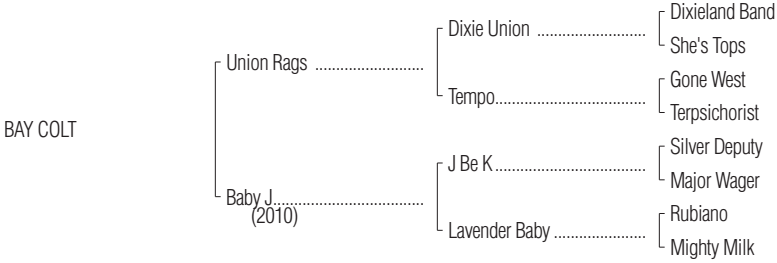 Dixieland Band
Dixie Union ..........................
She's Tops
Union Rags ..........................
Gone West
Tempo....................................
Terpsichorist
BAY COLT
Silver Deputy
J Be K....................................
Major Wager
Baby J....................................
(2010)
Rubiano
Lavender Baby ......................
Mighty Milk